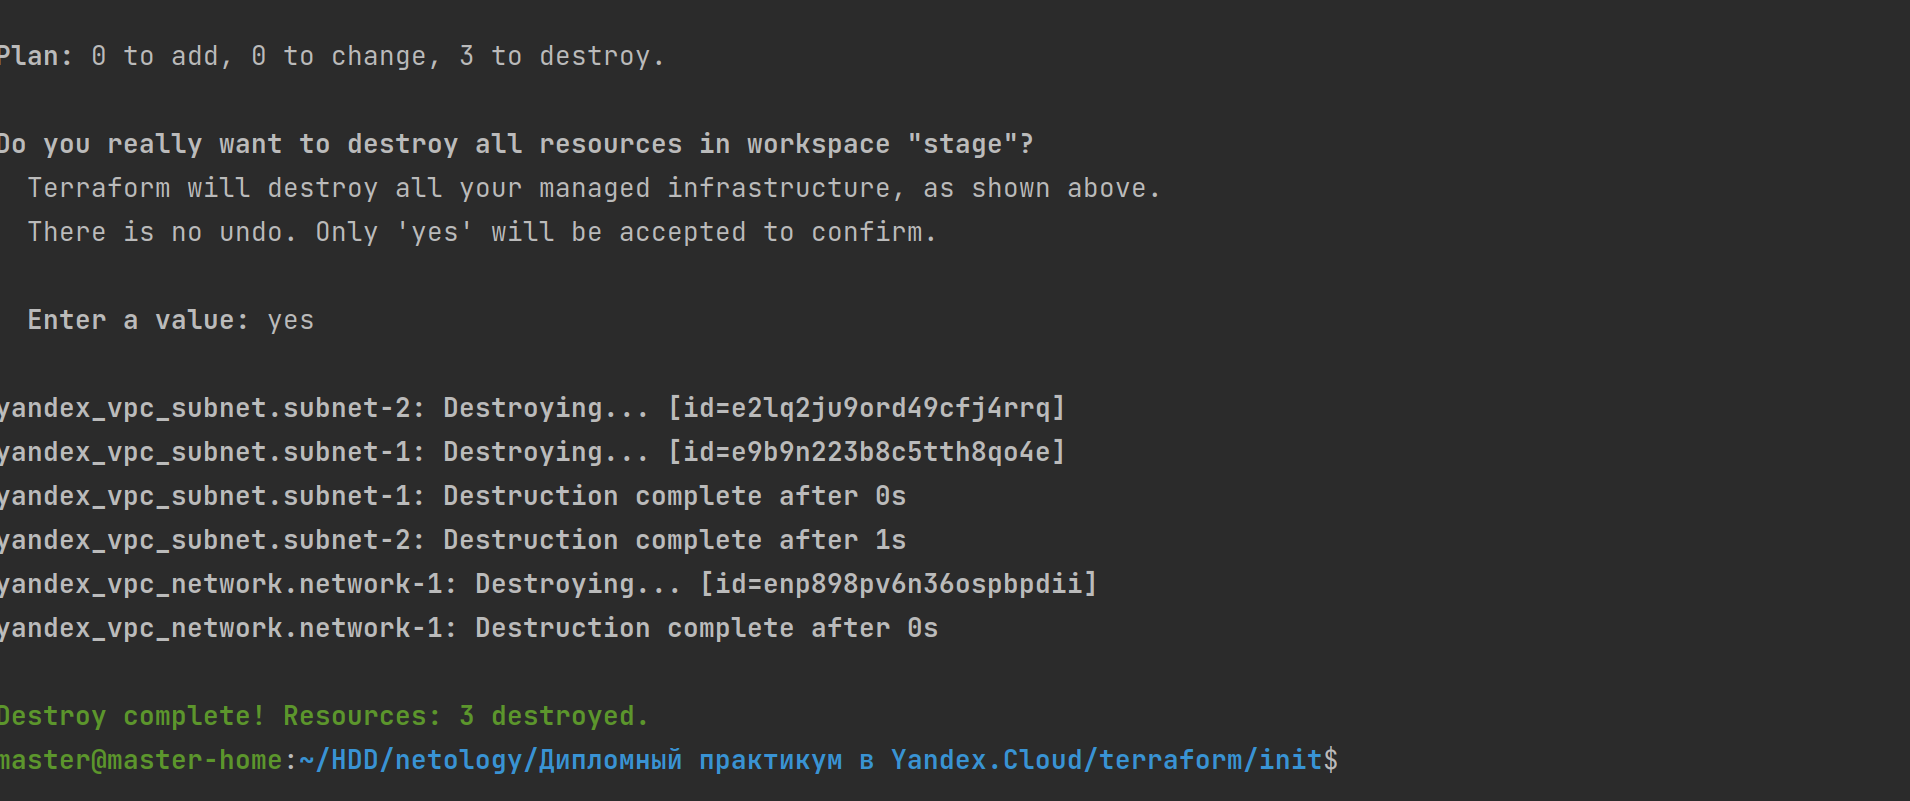 Plan: 0 to add, 0 to change, 3 to destroy.
Do you really want to destroy all resources in workspace "stage"?
Terraform will destroy all your managed infrastructure, as shown above.
There is no undo. Only 'yes' will be accepted to confirm.
Enter a value: yes
yandex_vpc_subnet.subnet-2: Destroying... [id=e2lq2ju9ord49cfj4rrq]
yandex_vpc_subnet.subnet-1: Destroying... [id=e9b9n223b8c5tth8qo4e]
yandex_vpc_subnet.subnet-1: Destruction complete after 0s
yandex_vpc_subnet.subnet-2: Destruction complete after 1s
yandex_vpc_network.network-1: Destroying... [id=enp898pv6n36ospbpdii]
yandex_vpc_network.network-1: Destruction complete after 0s
Destroy complete! Resources: 3 destroyed.
master@master-home:~/HDD/netology/Дипломный практикум в Yandex.Cloud/terraform/init$